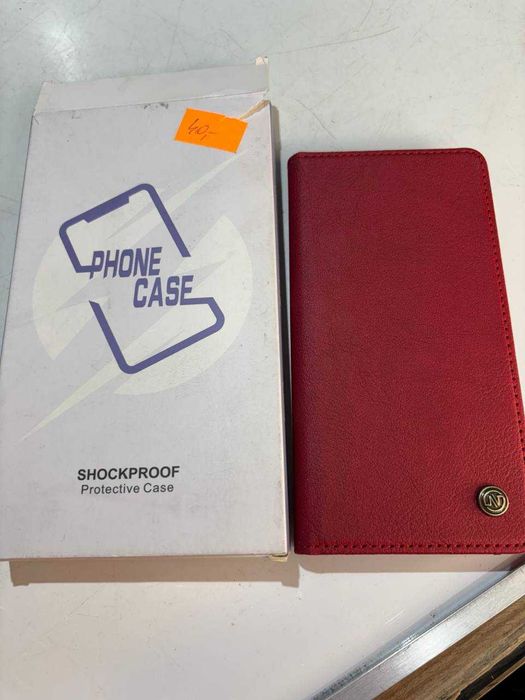 40,-
PHONE
CASE
SHOCKPROOF
Protective Case